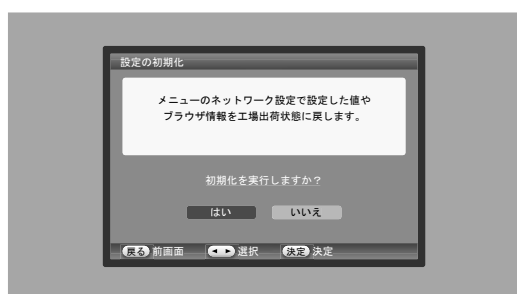 設定の初期化
メニューのネットワーク設定で設定した値や
ブラウザ情報を工場出荷状態に戻します。
初期化を実行しますか？
はい いいえ
戻る 前画面 選択 決定 決定